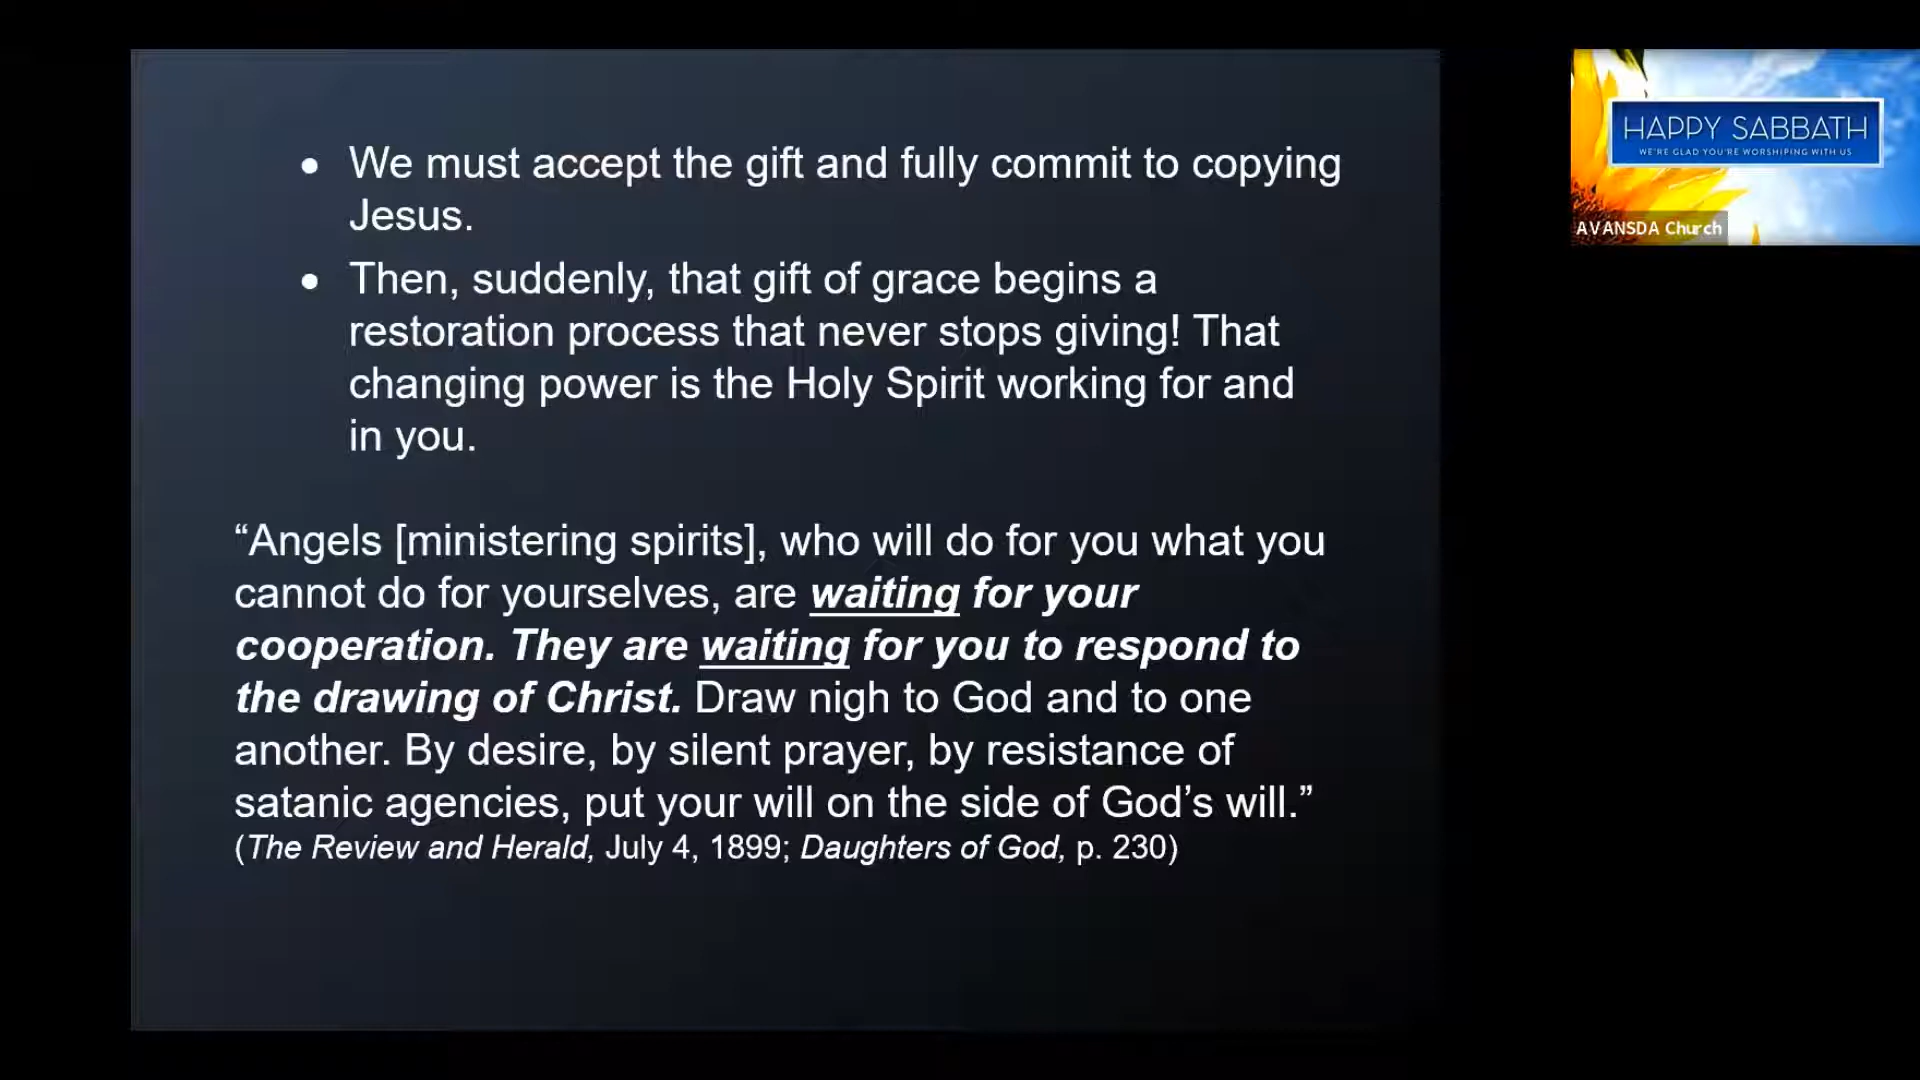 • We must accept the gift and fully commit to copying
Jesus.
• Then, suddenly, that gift of grace begins a
restoration process that never stops giving! That
changing power is the Holy Spirit working for and
in you.
“Angels [ministering spirits], who will do for you what you
cannot do for yourselves, are waiting for your
cooperation. They are waiting for you to respond to
the drawing of Christ. Draw nigh to God and to one
another. By desire, by silent prayer, by resistance of
satanic agencies, put your will on the side of God’s will.”
(The Review and Herald, July 4, 1899; Daughters of God, p. 230)
HAPPY SABBATH
WE'RE GLAD YOU'RE WORSHIPING WITH US
AVANSDA Church